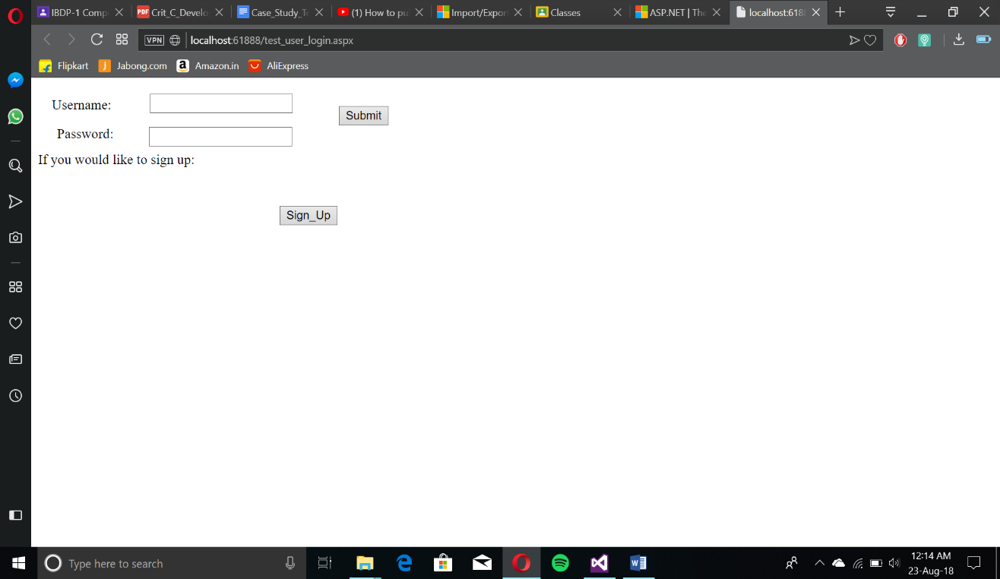 IBDP-1 Comp
PDF Crit_C_Develo
Case_Study_T
(1) How to pu
Import/Export
Classes
ASP.NET | The
localhost:618
VPN localhost:61888/test_user_login.aspx
Flipkart Jabong.com Amazon.in AliExpress
Username:
Submit
Password:
If you would like to sign up:
Sign_Up
Type here to search
12:14 AM
23-Aug-18